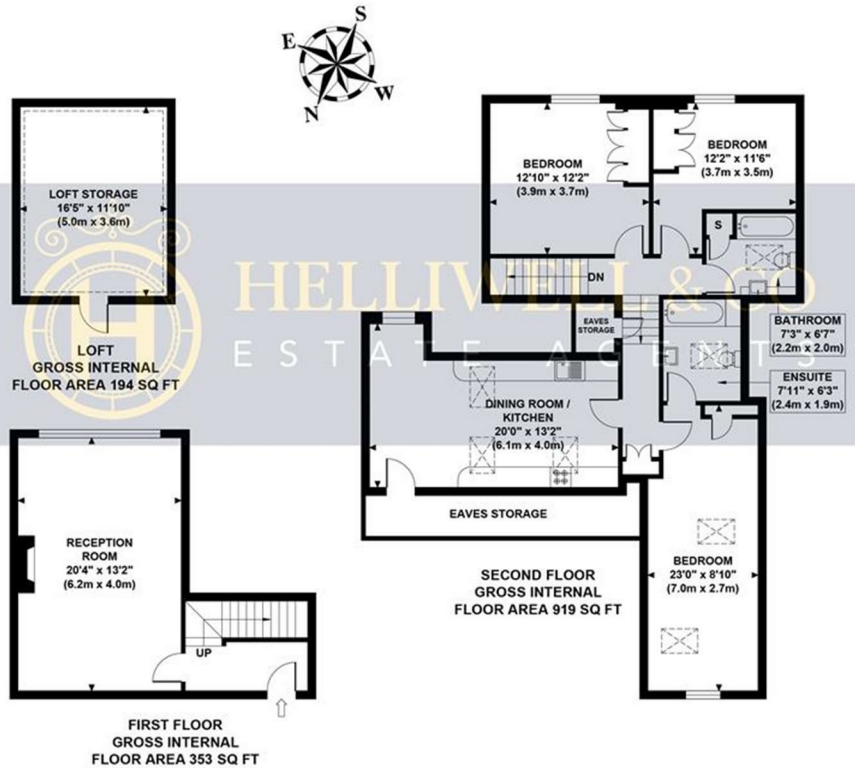 S
E
W
N
LOFT STORAGE
16'5" x 11'10"
(5.0m x 3.6m)
LOFT
GROSS INTERNAL
FLOOR AREA 194 SQ FT
BEDROOM
12'10" x 12'2"
(3.9m x 3.7m)
BEDROOM
12'2" x 11'6"
(3.7m x 3.5m)
S
DN
HELLIWELL & CO
ESTATE AGENTS
H
EAVES
STORAGE
BATHROOM
7'3" x 6'7"
(2.2m x 2.0m)
ENSUITE
7'11" x 6'3"
(2.4m x 1.9m)
DINING ROOM /
KITCHEN
20'0" x 13'2"
(6.1m x 4.0m)
EAVES STORAGE
RECEPTION
ROOM
20'4" x 13'2"
(6.2m x 4.0m)
UP
BEDROOM
23'0" x 8'10"
(7.0m x 2.7m)
SECOND FLOOR
GROSS INTERNAL
FLOOR AREA 919 SQ FT
FIRST FLOOR
GROSS INTERNAL
FLOOR AREA 353 SQ FT